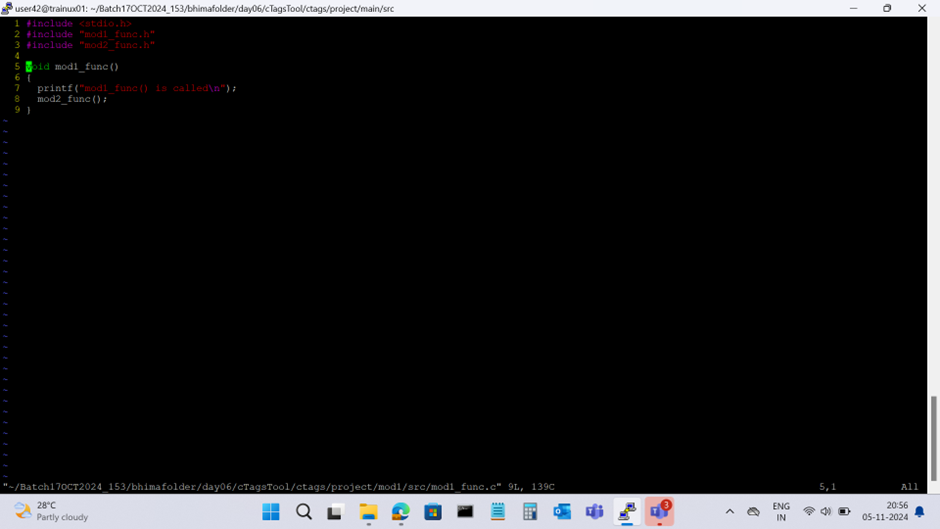 user42@trainux01: ~/Batch17OCT2024_153/bhimafolder/day06/cTagsTool/ctags/project/main/src
1 #include <stdio.h>
2 #include "mod1_func.h"
3 #include "mod2_func.h"
4
5 void mod1_func()
6 {
7   printf("mod1_func() is called\n");
8   mod2_func();
9 }
"~/Batch17OCT2024_153/bhimafolder/day06/cTagsTool/ctags/project/mod1/src/mod1_func.c" 9L, 139C 5,1 All
28°C
Partly cloudy
3
ENG
IN
20:56
05-11-2024